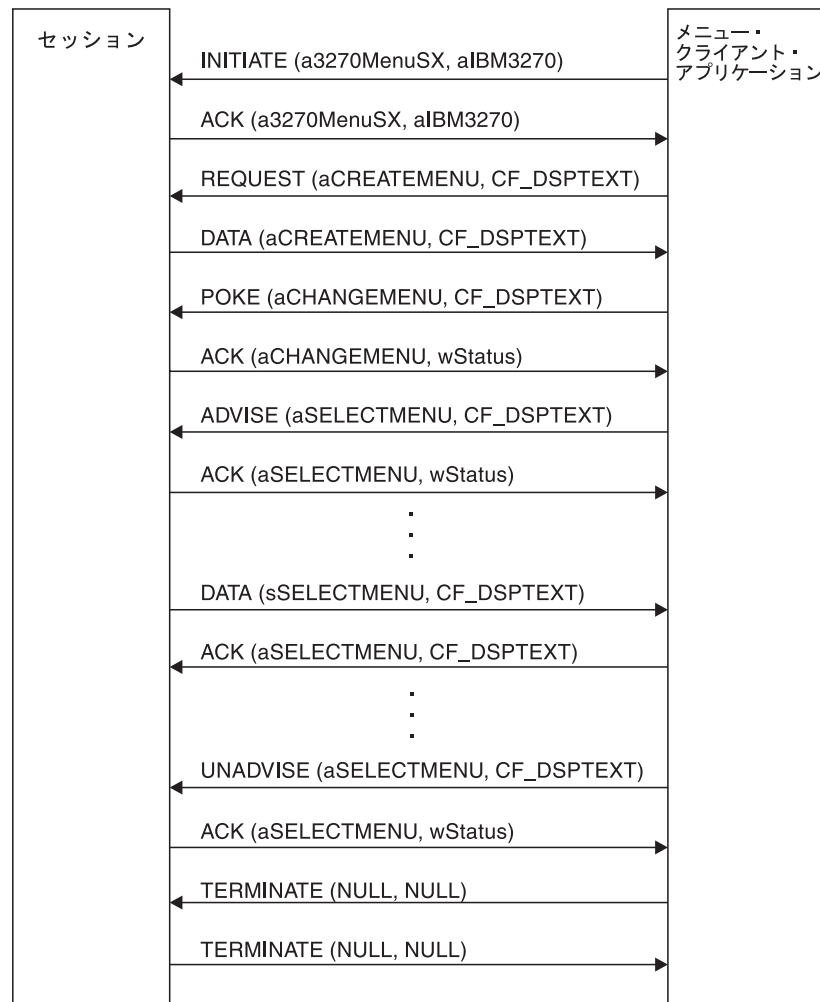 セッション
メニュー・
クライアント・
アプリケーション
INITIATE (a3270MenuSX, aIBM3270)
ACK (a3270MenuSX, aIBM3270)
REQUEST (aCREATEMENU, CF_DSPTEXT)
DATA (aCREATEMENU, CF_DSPTEXT)
POKE (aCHANGEMENU, CF_DSPTEXT)
ACK (aCHANGEMENU, wStatus)
ADVISE (aSELECTMENU, CF_DSPTEXT)
ACK (aSELECTMENU, wStatus)
DATA (sSELECTMENU, CF_DSPTEXT)
ACK (aSELECTMENU, CF_DSPTEXT)
UNADVISE (aSELECTMENU, CF_DSPTEXT)
ACK (aSELECTMENU, wStatus)
TERMINATE (NULL, NULL)
TERMINATE (NULL, NULL)